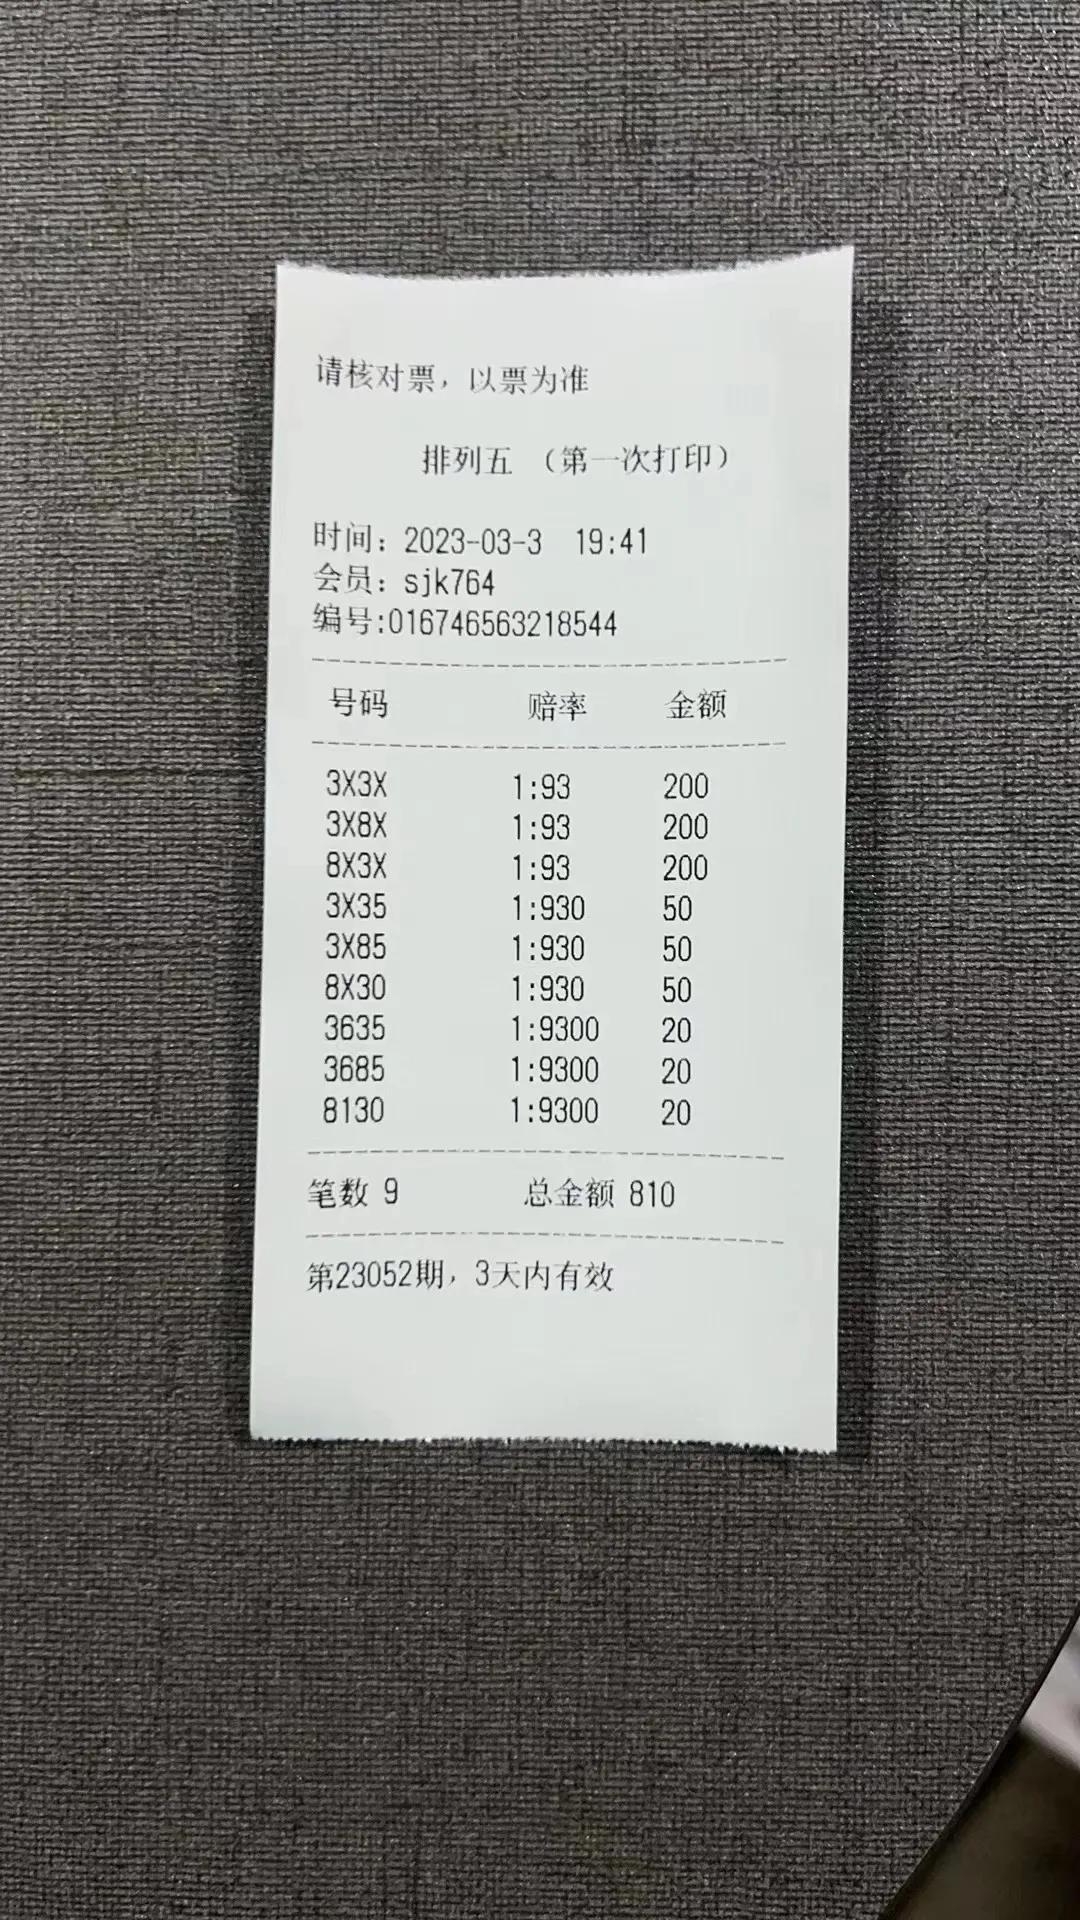 请核对票，以票为准
排列五 （第一次打印）
时间：2023-03-3 19:41
会员：sjk764
编号:016746563218544
号码 赔率 金额
3X3X 1:93 200
3X8X 1:93 200
8X3X 1:93 200
3X35 1:930 50
3X85 1:930 50
8X30 1:930 50
3635 1:9300 20
3685 1:9300 20
8130 1:9300 20
笔数 9 总金额 810
第23052期，3天内有效